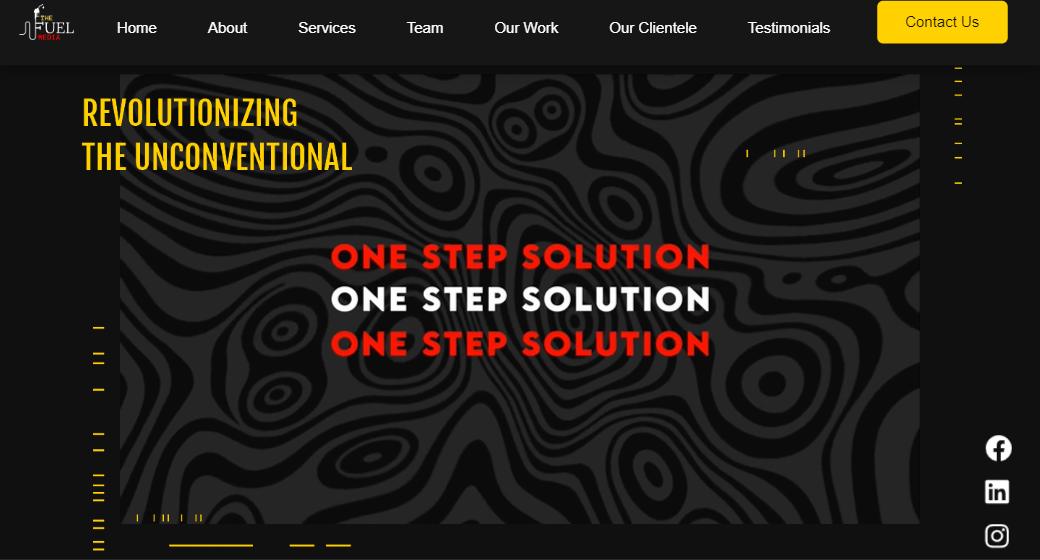 THE
FUEL
MEDIA
Home
About
Services
Team
Our Work
Our Clientele
Testimonials
Contact Us
REVOLUTIONIZING
THE UNCONVENTIONAL
ONE STEP SOLUTION
ONE STEP SOLUTION
ONE STEP SOLUTION
in